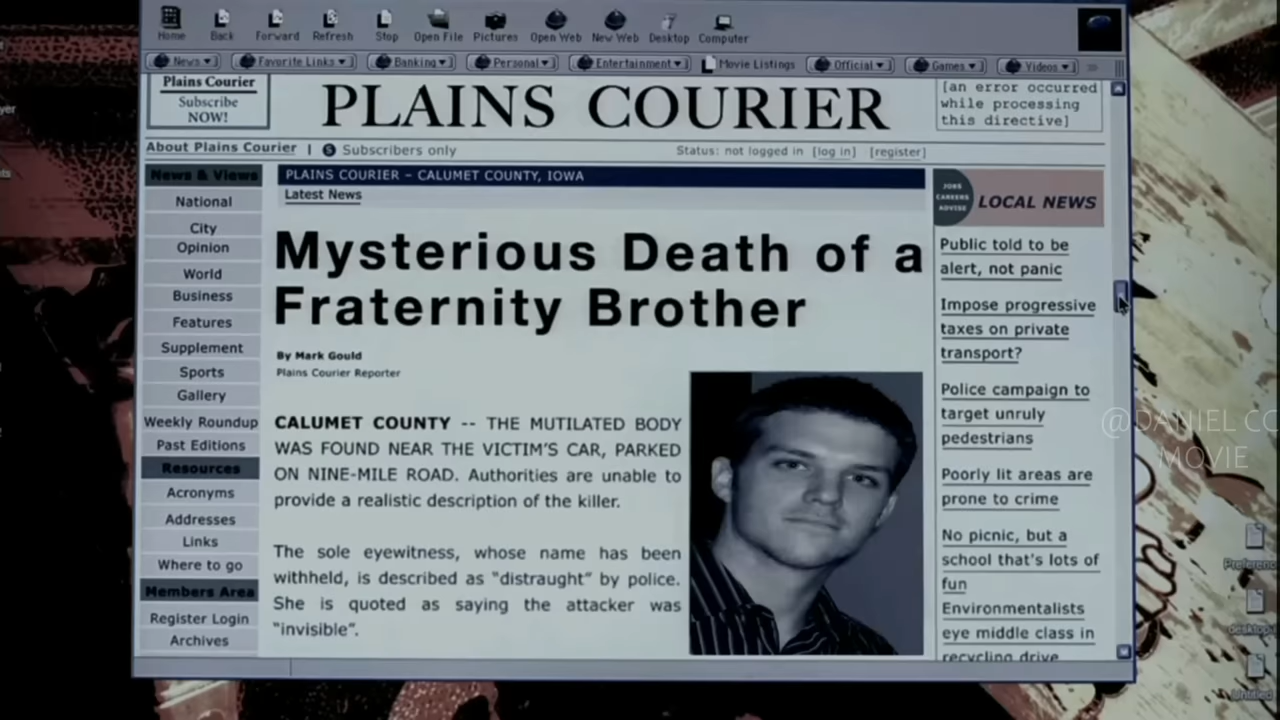 Home Back Forward Refresh Stop Open File Pictures Open Web New Web Desktop Computer
News Favorite Links Banking Personal Entertainment Movie Listings Official Games Videos
Plains Courier
Subscribe
NOW!
PLAINS COURIER
[an error occurred
while processing
this directive]
About Plains Courier | S Subscribers only
Status: not logged in [log in] [register]
News & Views
National
City
Opinion
World
Business
Features
Supplement
Sports
Gallery
Weekly Roundup
Past Editions
Resources
Acronyms
Addresses
Links
Where to go
Members Area
Register Login
Archives
PLAINS COURIER – CALUMET COUNTY, IOWA
Latest News
Mysterious Death of a
Fraternity Brother
By Mark Gould
Plains Courier Reporter
CALUMET COUNTY -- THE MUTILATED BODY
WAS FOUND NEAR THE VICTIM'S CAR, PARKED
ON NINE-MILE ROAD. Authorities are unable to
provide a realistic description of the killer.
The sole eyewitness, whose name has been
withheld, is described as "distraught" by police.
She is quoted as saying the attacker was
"invisible".
JOBS
CAREERS
ADVISE
LOCAL NEWS
Public told to be
alert, not panic
Impose progressive
taxes on private
transport?
Police campaign to
target unruly
pedestrians
Poorly lit areas are
prone to crime
No picnic, but a
school that's lots of
fun
Environmentalists
eye middle class in
recycling drive
@DANIEL CC
MOVIE
Untitled